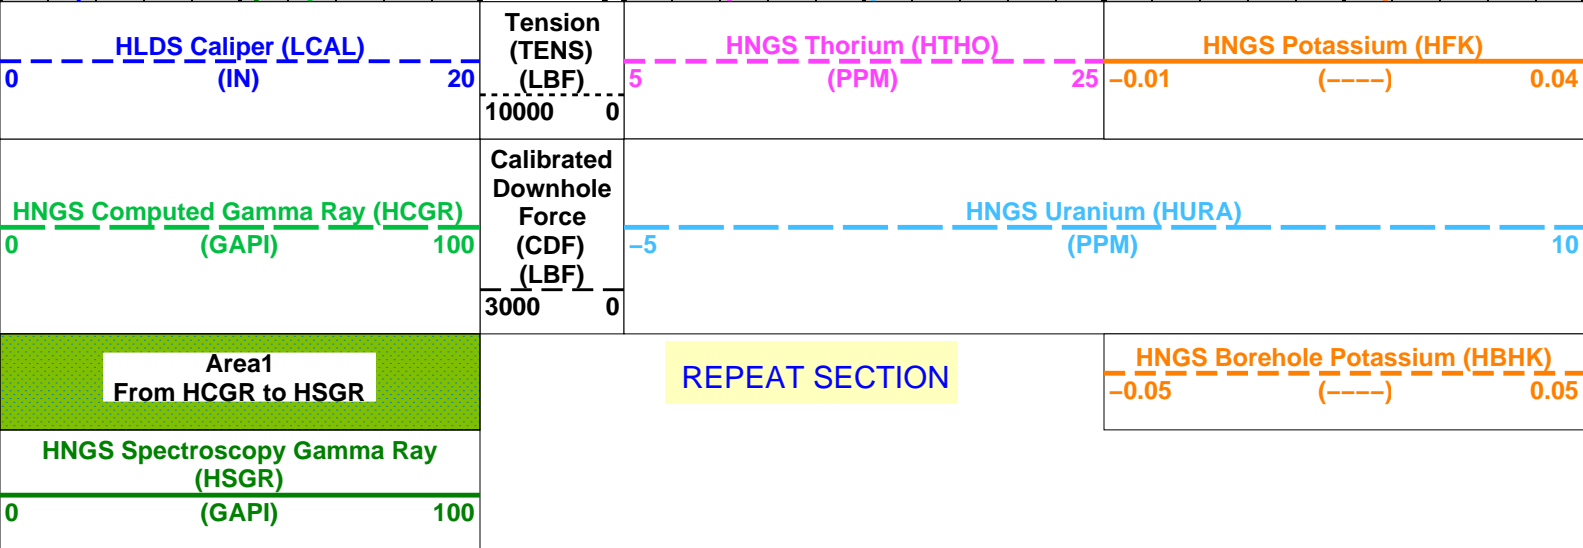 HLDS Caliper (LCAL)
0 (IN) 20
Tension
(TENS)
(LBF)
10000 0
HNGS Thorium (HTHO)
5 (PPM) 25
HNGS Potassium (HFK)
−0.01 (−−−−) 0.04
HNGS Computed Gamma Ray (HCGR)
0 (GAPI) 100
Calibrated
Downhole
Force
(CDF)
(LBF)
3000 0
HNGS Uranium (HURA)
−5 (PPM) 10
Area1
From HCGR to HSGR
REPEAT SECTION
HNGS Borehole Potassium (HBHK)
−0.05 (−−−−) 0.05
HNGS Spectroscopy Gamma Ray
(HSGR)
0 (GAPI) 100